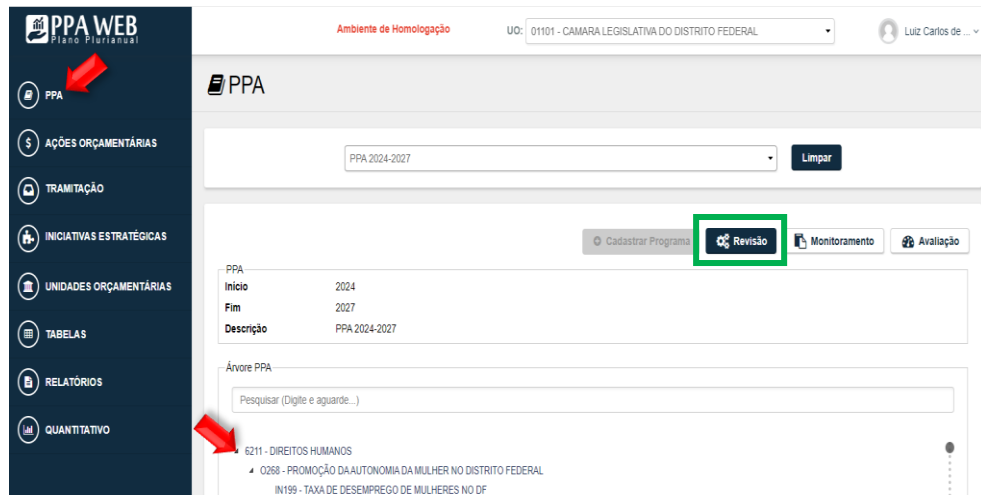 PPA WEB
Plano Plurianual
Ambiente de Homologação
UO: 01101 - CAMARA LEGISLATIVA DO DISTRITO FEDERAL
Luiz Carlos de ...
PPA
AÇÕES ORÇAMENTÁRIAS
TRAMITAÇÃO
INICIATIVAS ESTRATÉGICAS
UNIDADES ORÇAMENTÁRIAS
TABELAS
RELATÓRIOS
QUANTITATIVO
PPA
PPA 2024-2027
Limpar
Cadastrar Programa
Revisão
Monitoramento
Avaliação
PPA
Início 2024
Fim 2027
Descrição PPA 2024-2027
Árvore PPA
Pesquisar (Digite e aguarde...)
6211 - DIREITOS HUMANOS
O268 - PROMOÇÃO DA AUTONOMIA DA MULHER NO DISTRITO FEDERAL
IN199 - TAXA DE DESEMPREGO DE MULHERES NO DF